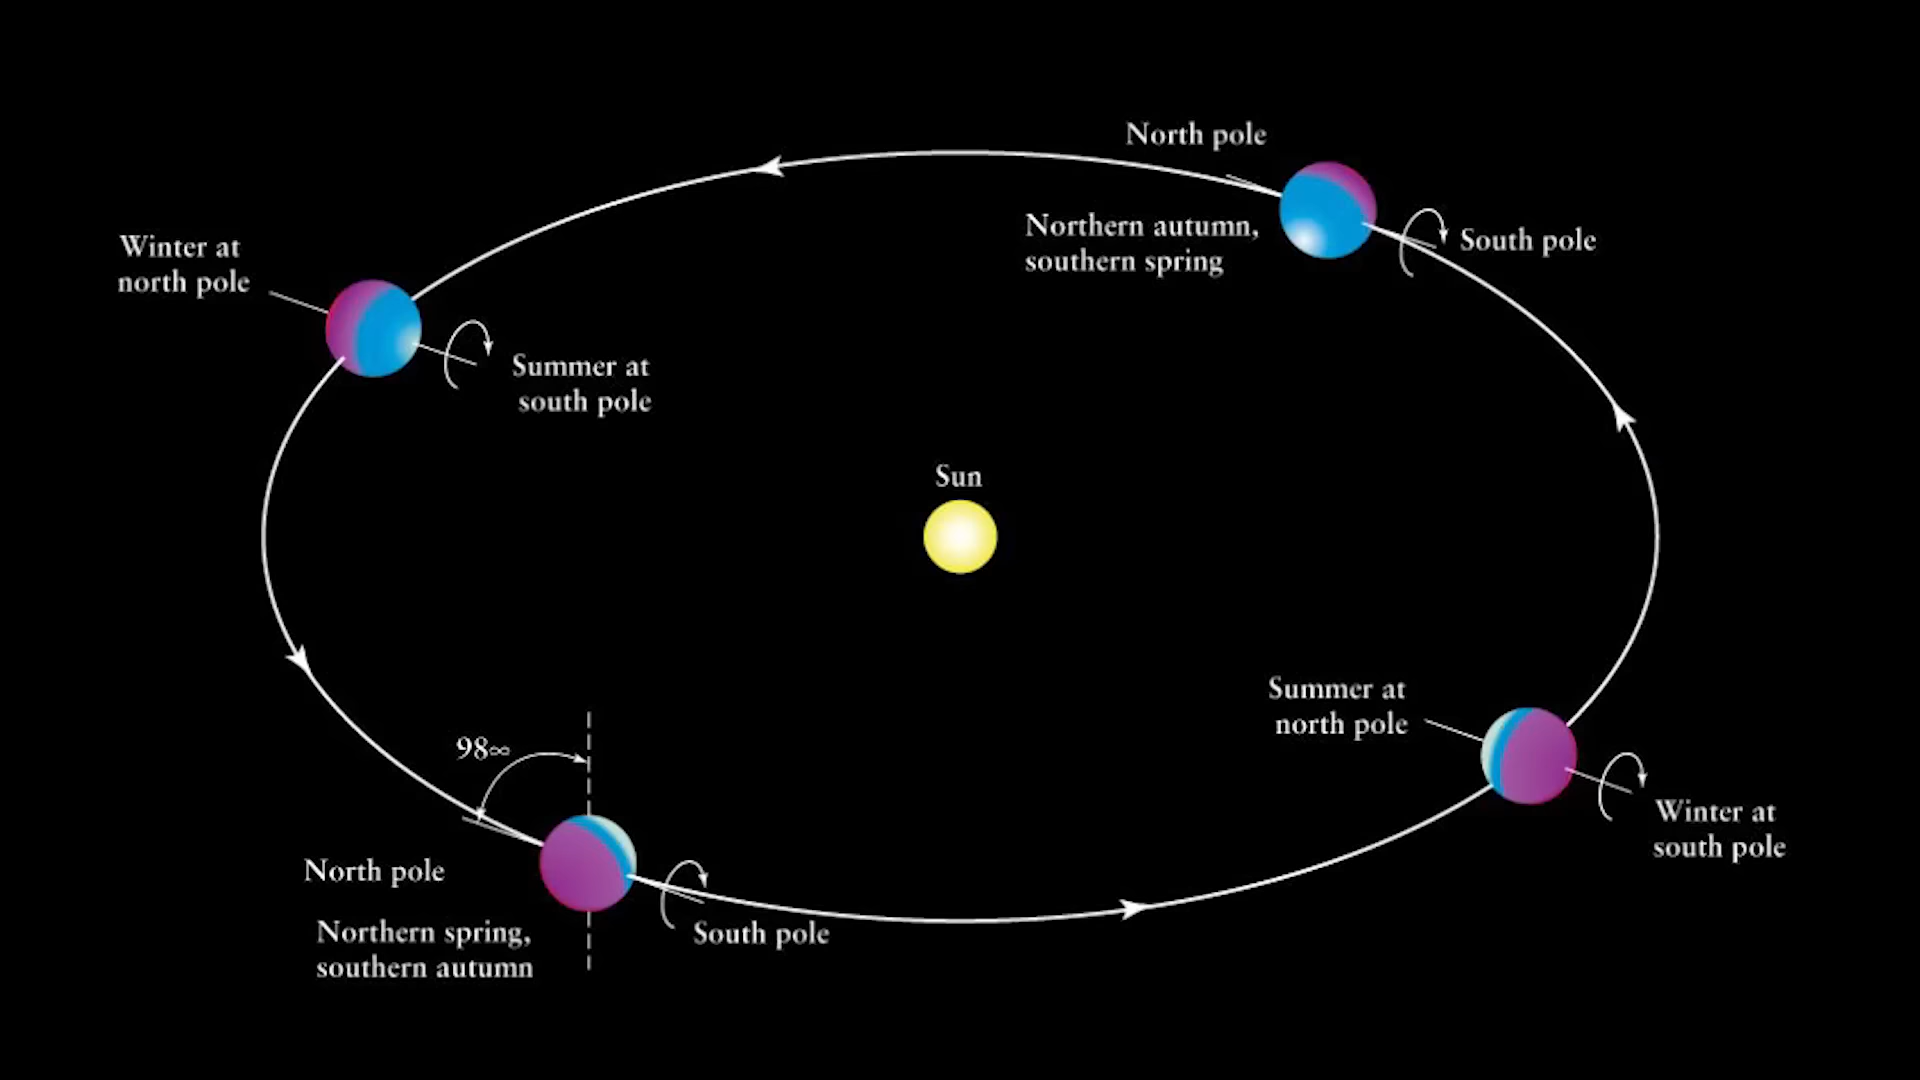 North pole
Northern autumn,
southern spring
South pole
Winter at
north pole
Summer at
south pole
Sun
Summer at
north pole
Winter at
south pole
98∞
North pole
South pole
Northern spring,
southern autumn